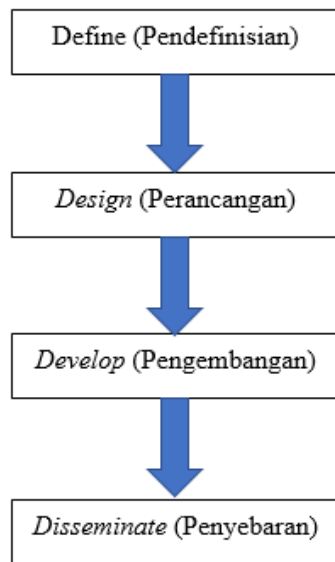 Define (Pendefinisian)
Design (Perancangan)
Develop (Pengembangan)
Disseminate (Penyebaran)